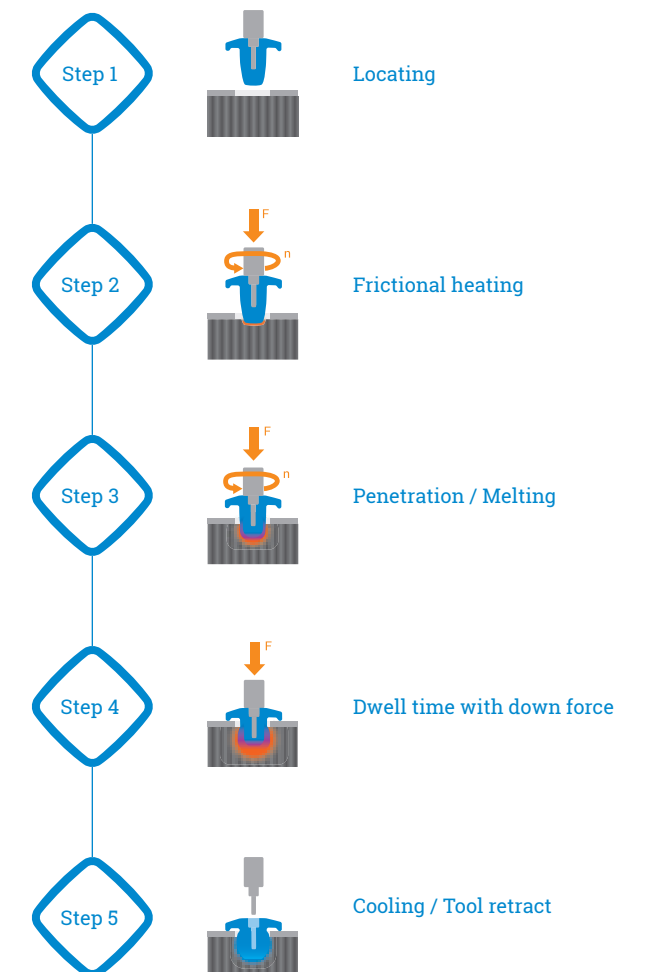 Step 1
Locating
F
n
Step 2
Frictional heating
F
n
Step 3
Penetration / Melting
F
Step 4
Dwell time with down force
Step 5
Cooling / Tool retract